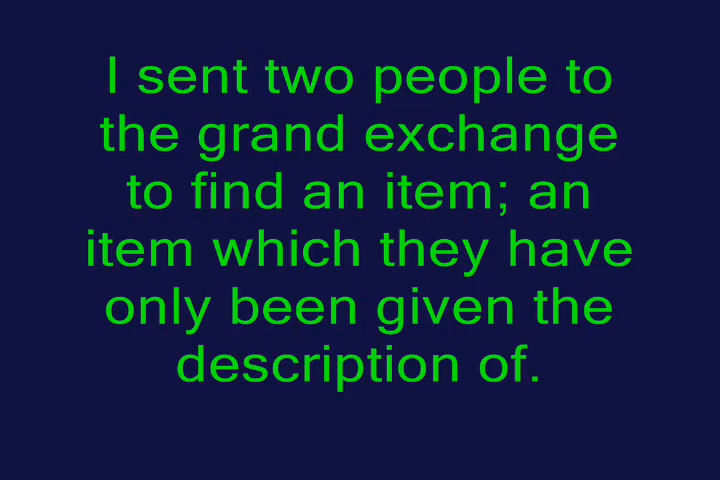 I sent two people to
the grand exchange
to find an item; an
item which they have
only been given the
description of.